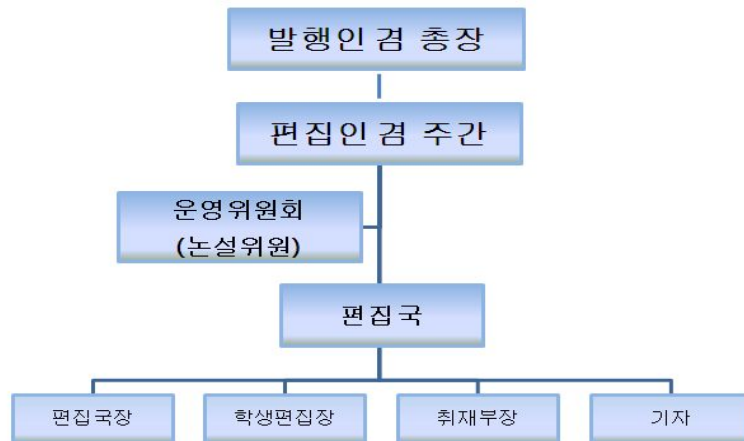 발행인 겸 총장
편집인 겸 주간
운영위원회
(논설위원)
편집국
편집국장
학생편집장
취재부장
기자